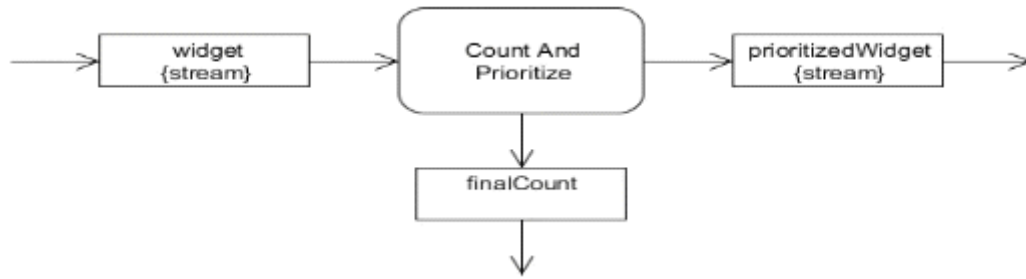 widget
{stream}
Count And
Prioritize
prioritizedWidget
{stream}
finalCount